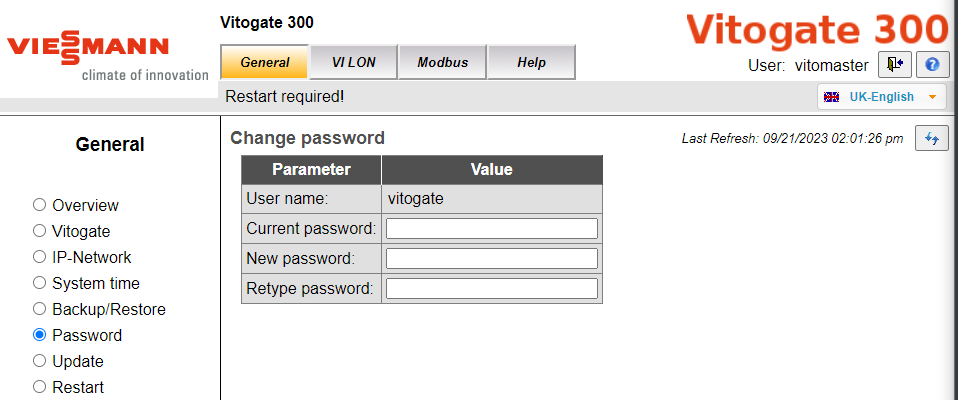 VIESSMANN
climate of innovation
Vitogate 300
Vitogate 300
General VI LON Modbus Help
User: vitomaster
Restart required!
UK-English
General
Overview
Vitogate
IP-Network
System time
Backup/Restore
Password
Update
Restart
Change password
Last Refresh: 09/21/2023 02:01:26 pm
Parameter Value
User name: vitogate
Current password:
New password:
Retype password: